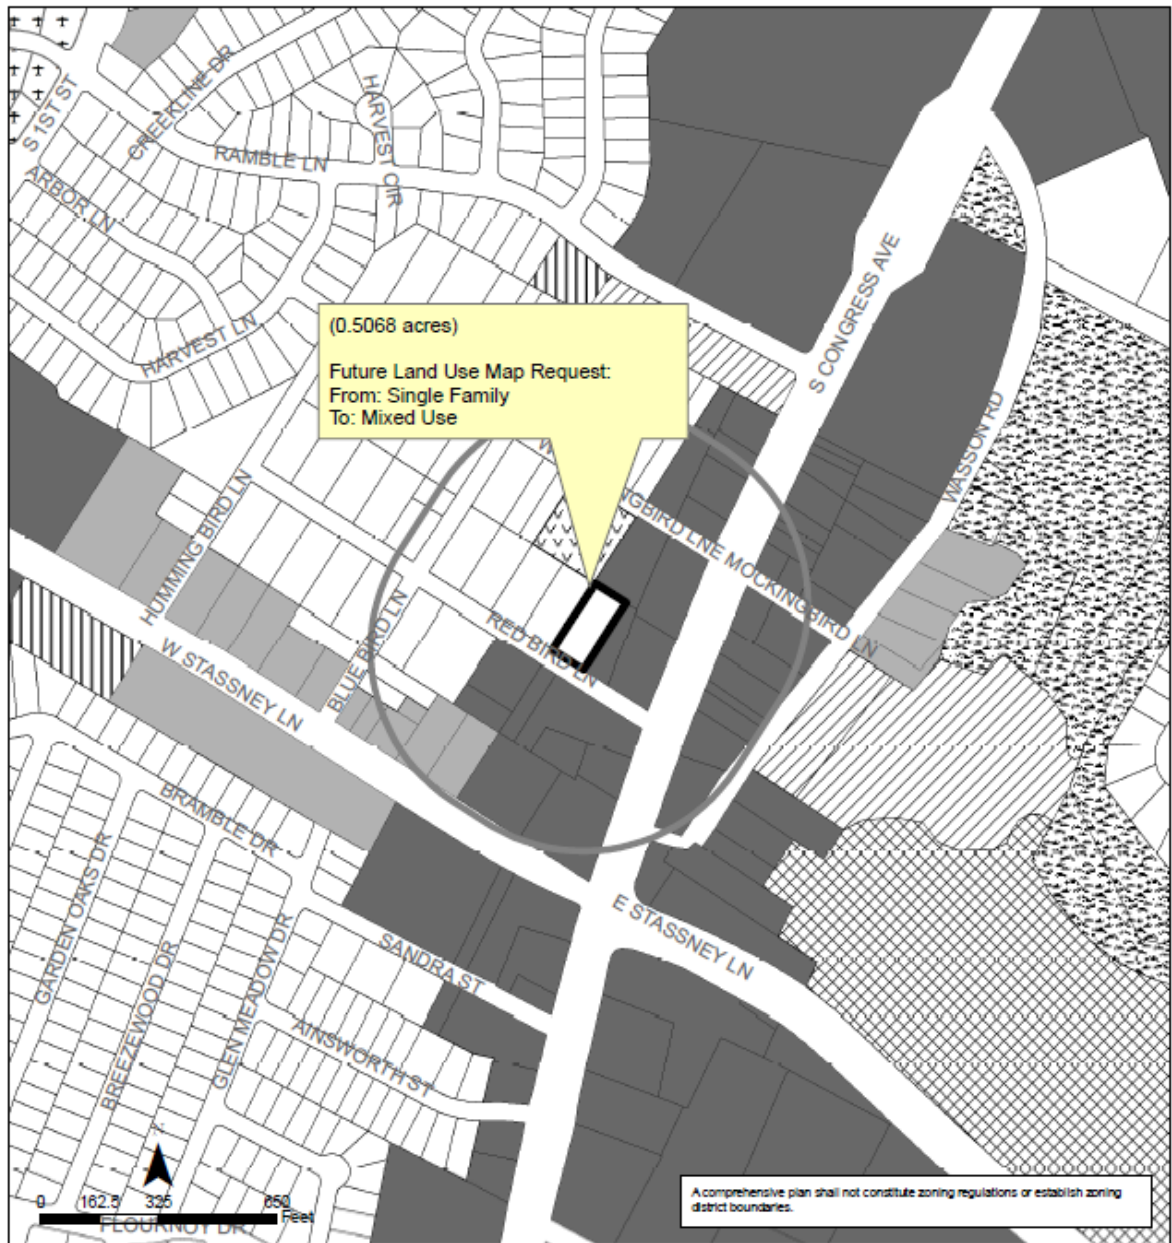 CREEKLINE DR
S 1ST ST
HARVEST CIR
RAMBLE LN
ARBOR LN
S CONGRESS AVE
HARVEST LN
(0.5068 acres)
Future Land Use Map Request:
From: Single Family
To: Mixed Use
WASSON RD
W
NGBIRD LN
E MOCKINGBIRD LN
HUMMING BIRD LN
BLUE BIRD LN
RED BIRD LN
W STASSNEY LN
BRAMBLE DR
GARDEN OAKS DR
BREEZEWOOD DR
GLEN MEADOW DR
SANDRA ST
E STASSNEY LN
AINSWORTH ST
N
0 162.5 325 650
Feet
FLOURNOY DR
A comprehensive plan shall not constitute zoning regulations or establish zoning
district boundaries.